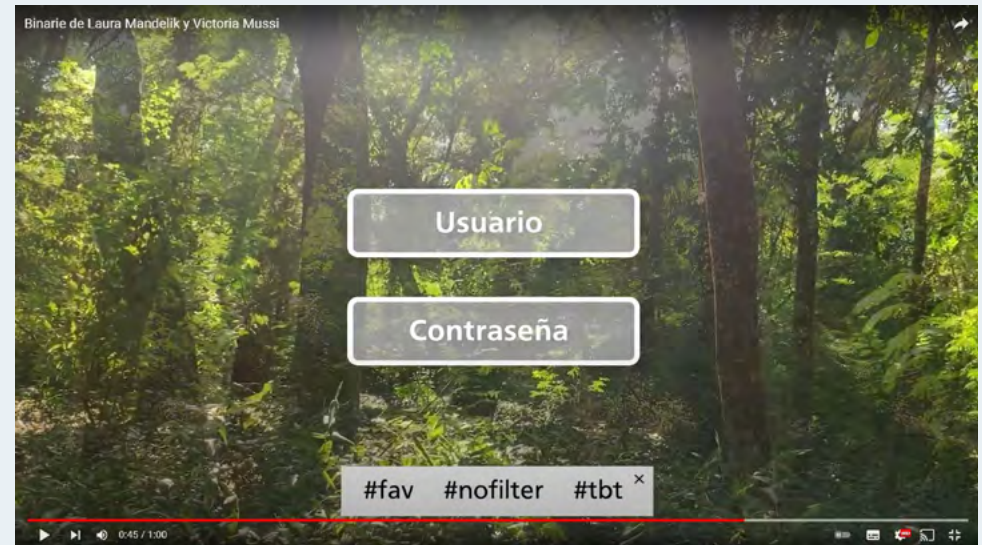 Binarie de Laura Mandelik y Victoria Mussi
Usuario
Contraseña
#fav #nofilter #tbt ×
0:45 / 1:00